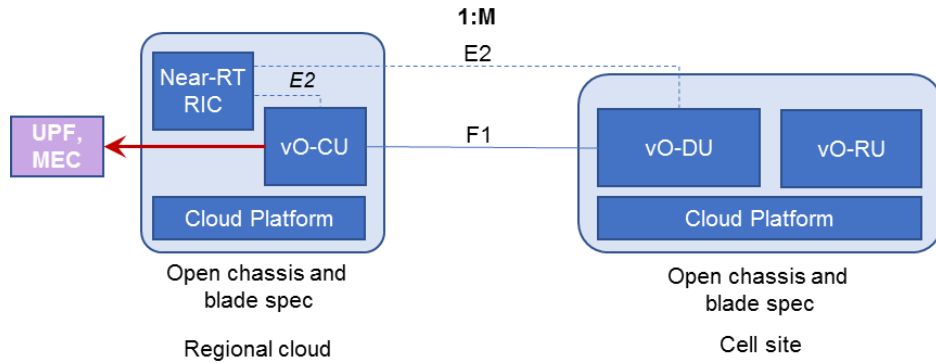 1:M
E2
Near-RT
RIC
E2
UPF,
MEC
vO-CU
F1
vO-DU
vO-RU
Cloud Platform
Cloud Platform
Open chassis and
blade spec
Open chassis and
blade spec
Regional cloud
Cell site